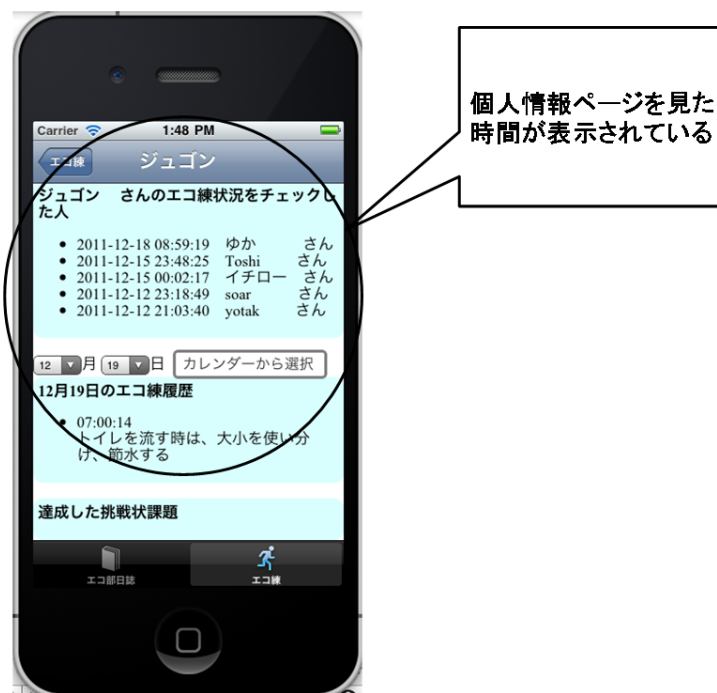 Carrier 1:48 PM
エコ練 ジュゴン
ジュゴン さんのエコ練状況をチェックし
た人
• 2011-12-18 08:59:19 ゆか さん
• 2011-12-15 23:48:25 Toshi さん
• 2011-12-15 00:02:17 イチロー さん
• 2011-12-12 23:18:49 soar さん
• 2011-12-12 21:03:40 yotak さん
12 月 19 日 カレンダーから選択
12月19日のエコ練履歴
• 07:00:14
トイレを流す時は、大小を使い分
け、節水する
達成した挑戦状課題
エコ部日誌 エコ練
個人情報ページを見た
時間が表示されている